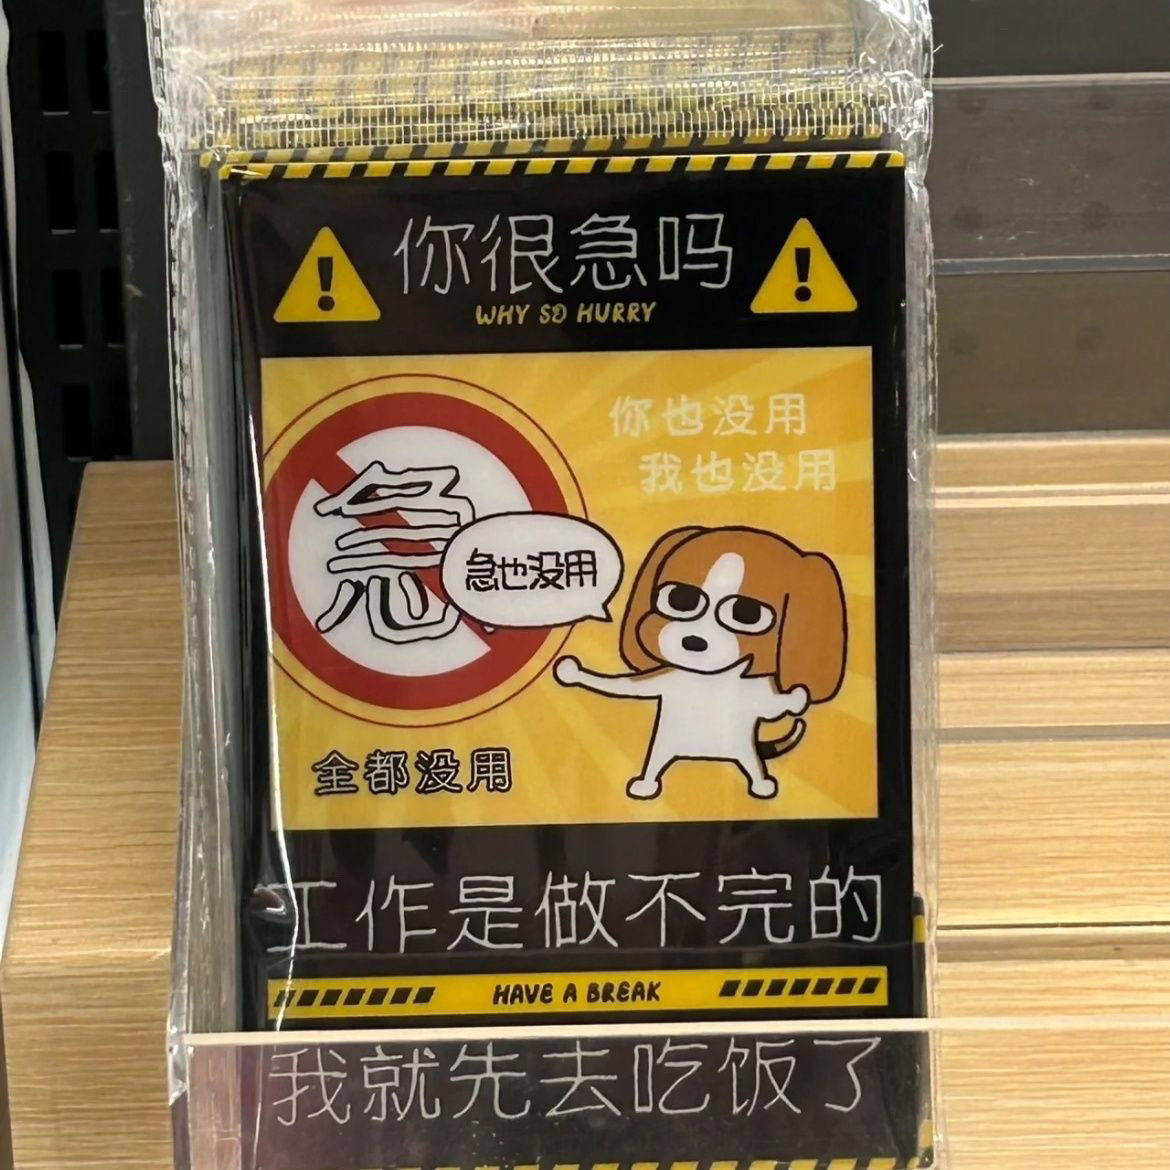 你很急吗
WHY SO HURRY
你也没用
我也没用
急
急也没用
全都没用
工作是做不完的
HAVE A BREAK
我就先去吃饭了